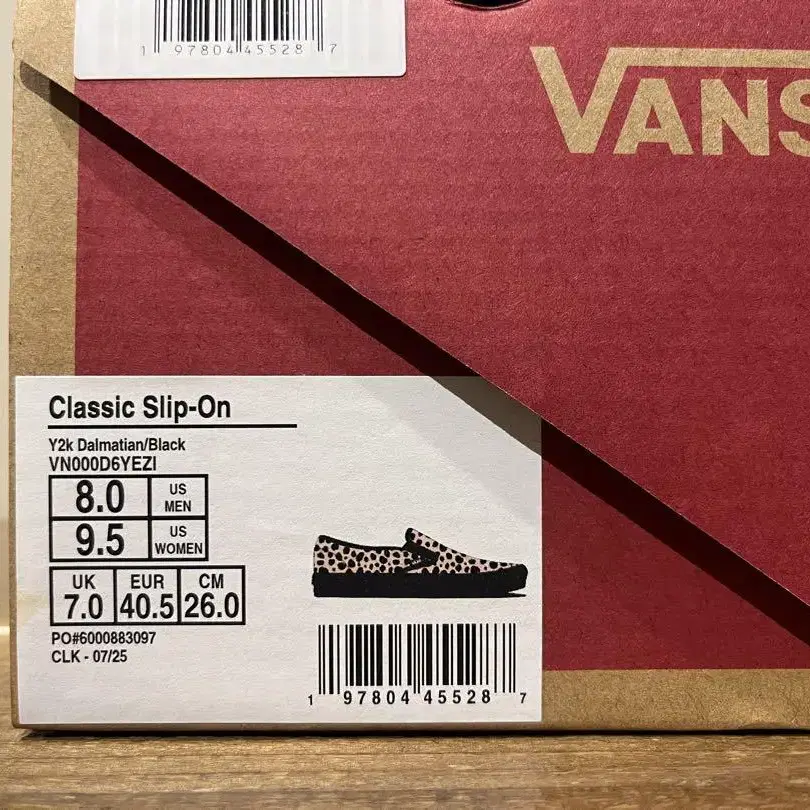 1 97804 45528 7
VANS
Classic Slip-On
Y2k Dalmatian/Black
VN000D6YEZI
8.0 US MEN
9.5 US WOMEN
UK EUR CM
7.0 40.5 26.0
PO#6000883097
CLK - 07/25
1 97804 45528 7